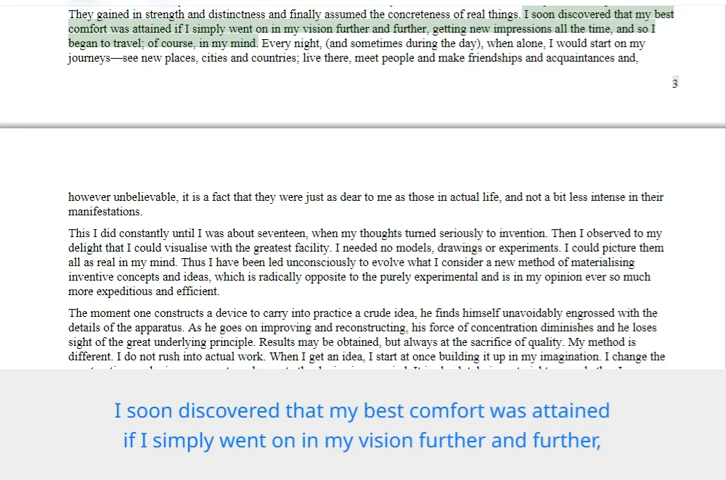 They gained in strength and distinctness and finally assumed the concreteness of real things. I soon discovered that my best
comfort was attained if I simply went on in my vision further and further, getting new impressions all the time, and so I
began to travel; of course, in my mind. Every night, (and sometimes during the day), when alone, I would start on my
journeys—see new places, cities and countries; live there, meet people and make friendships and acquaintances and,
3
however unbelievable, it is a fact that they were just as dear to me as those in actual life, and not a bit less intense in their
manifestations.
This I did constantly until I was about seventeen, when my thoughts turned seriously to invention. Then I observed to my
delight that I could visualise with the greatest facility. I needed no models, drawings or experiments. I could picture them
all as real in my mind. Thus I have been led unconsciously to evolve what I consider a new method of materialising
inventive concepts and ideas, which is radically opposite to the purely experimental and is in my opinion ever so much
more expeditious and efficient.
The moment one constructs a device to carry into practice a crude idea, he finds himself unavoidably engrossed with the
details of the apparatus. As he goes on improving and reconstructing, his force of concentration diminishes and he loses
sight of the great underlying principle. Results may be obtained, but always at the sacrifice of quality. My method is
different. I do not rush into actual work. When I get an idea, I start at once building it up in my imagination. I change the
I soon discovered that my best comfort was attained
if I simply went on in my vision further and further,